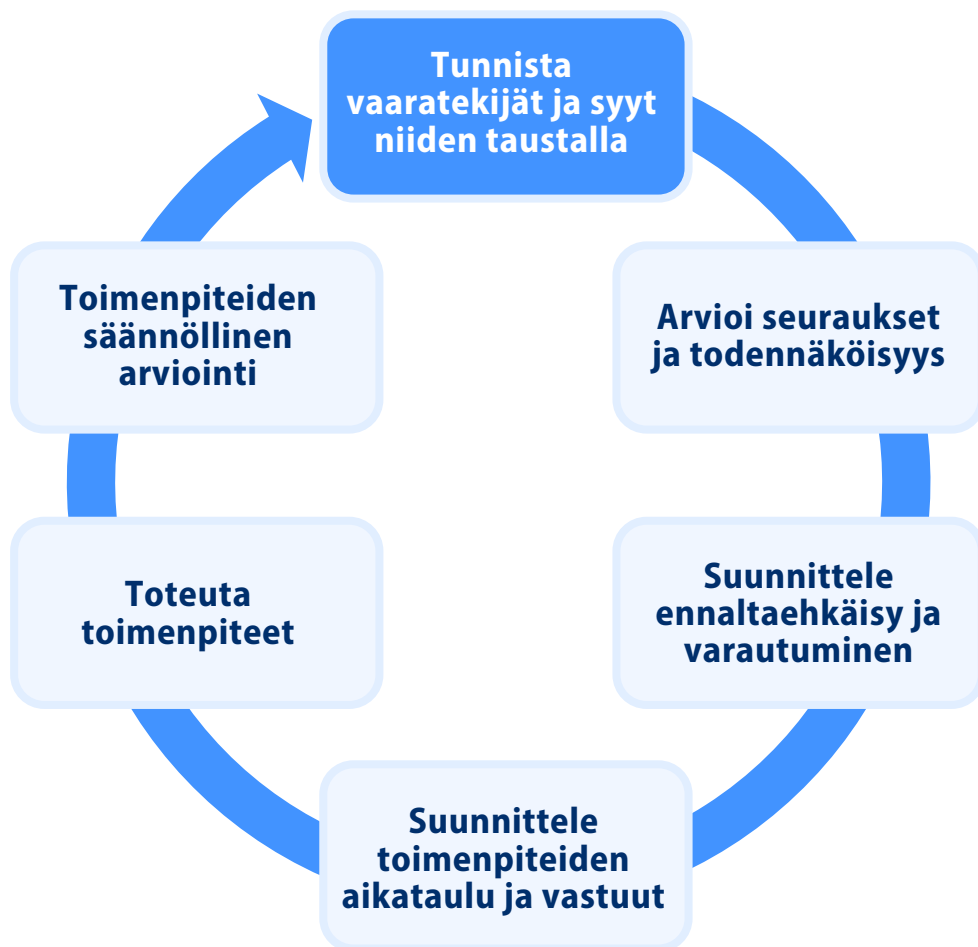 Tunnista
vaaratekijät ja syyt
niiden taustalla
Arvioi seuraukset
ja todennäköisyys
Suunnittele
ennaltaehkäisy ja
varautuminen
Suunnittele
toimenpiteiden
aikataulu ja vastuut
Toteuta
toimenpiteet
Toimenpiteiden
säännöllinen
arviointi